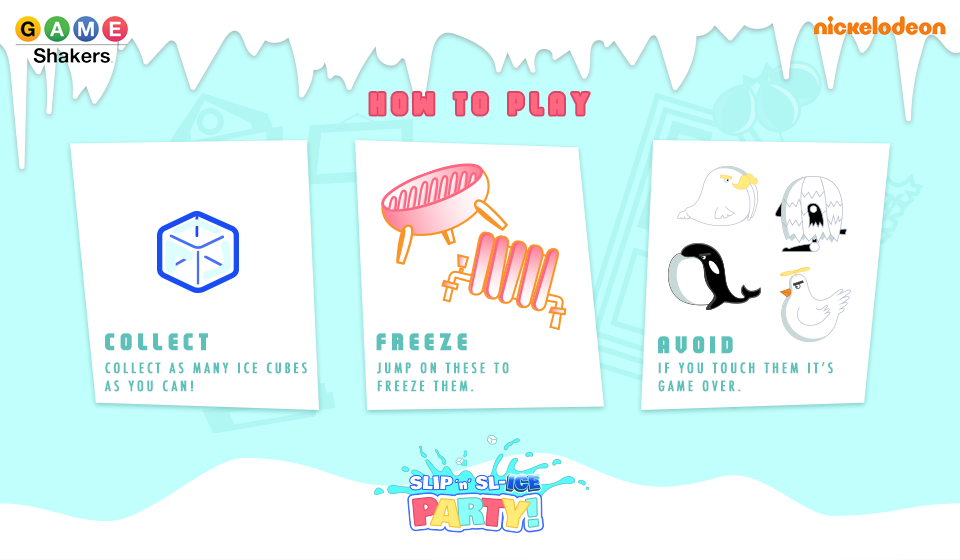 GAME
Shakers
nickelodeon
HOW TO PLAY
COLLECT
COLLECT AS MANY ICE CUBES
AS YOU CAN!
FREEZE
JUMP ON THESE TO
FREEZE THEM.
AVOID
IF YOU TOUCH THEM IT'S
GAME OVER.
SLIP 'n' SL-ICE
PARTY!